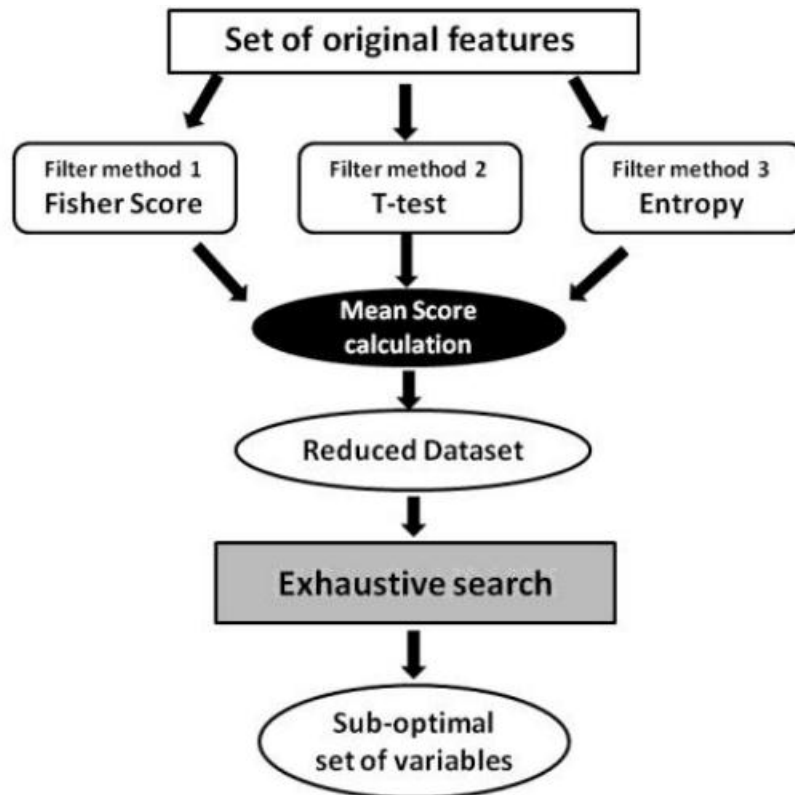 Set of original features
Filter method 1
Fisher Score
Filter method 2
T-test
Filter method 3
Entropy
Mean Score
calculation
Reduced Dataset
Exhaustive search
Sub-optimal
set of variables